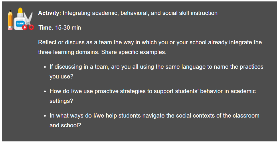 Activity: Integrating academic, behavioral, and social skill instruction
Time. 15-30 min
Reflect or discuss as a team the way in which you or your school already integrate the
three learning domains. Share specific examples.
• If discussing in a team, are you all using the same language to name the practices
you use?
• How do I/we use proactive strategies to support students' behavior in academic
settings?
• In what ways do I/we help students navigate the social contexts of the classroom
and school?